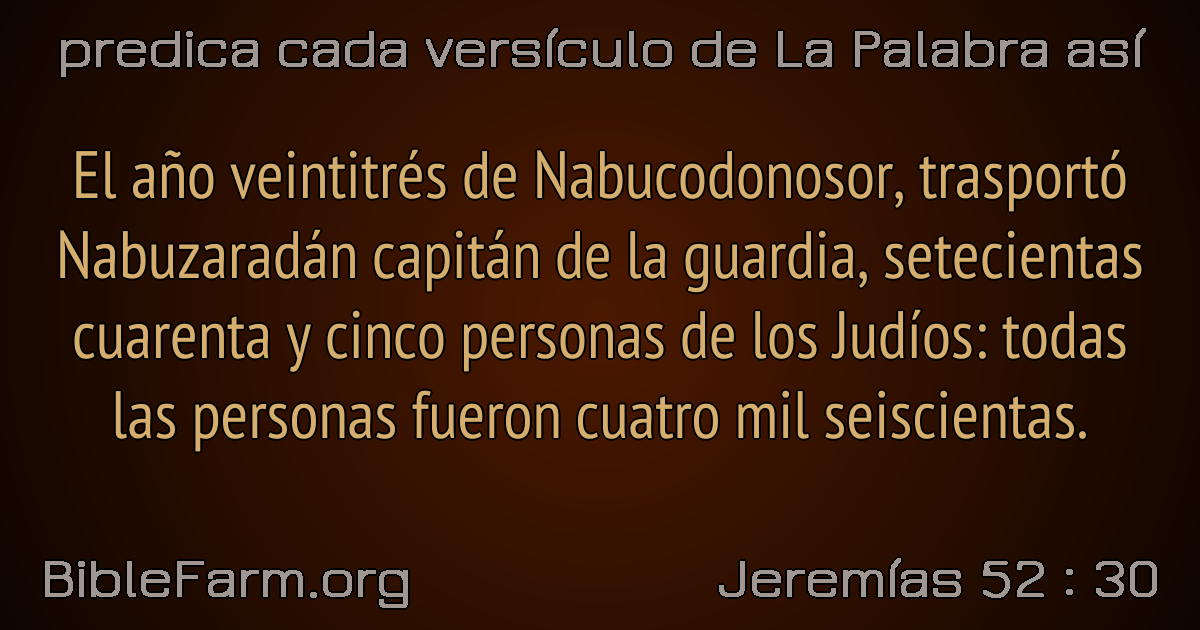 predica cada versículo de La Palabra así
El año veintitrés de Nabucodonosor, trasportó
Nabuzaradán capitán de la guardia, setecientas
cuarenta y cinco personas de los Judíos: todas
las personas fueron cuatro mil seiscientas.
BibleFarm.org
Jeremías 52 : 30